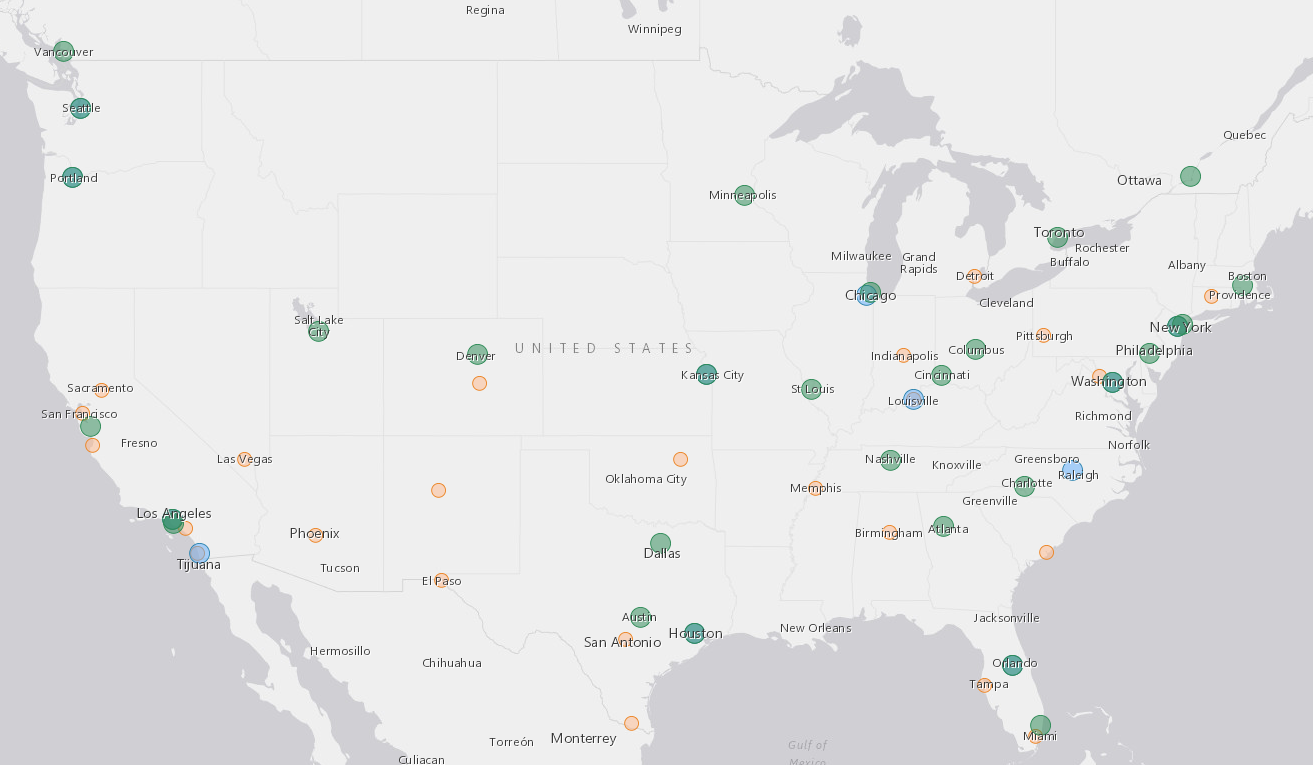 Regina
Winnipeg
Vancouver
Seattle
Quebec
Portland
Ottawa
Minneapolis
Toronto
Rochester
Milwaukee
Grand
Rapids
Buffalo
Albany
Detroit
Boston
Chicago
Providence
Cleveland
Salt Lake
City
New York
Pittsburgh
UNITED STATES
Denver
Indianapolis
Columbus
Philadelphia
Kansas City
Cincinnati
Washington
Sacramento
St Louis
Louisville
San Francisco
Richmond
Fresno
Norfolk
Las Vegas
Nashville
Knoxville
Greensboro
Raleigh
Oklahoma City
Memphis
Charlotte
Greenville
Los Angeles
Phoenix
Birmingham
Atlanta
Dallas
Tijuana
Tucson
El Paso
Austin
Jacksonville
New Orleans
Houston
San Antonio
Hermosillo
Chihuahua
Orlando
Tampa
Miami
Torreón
Monterrey
Gulf of
Mexico
Culiacan